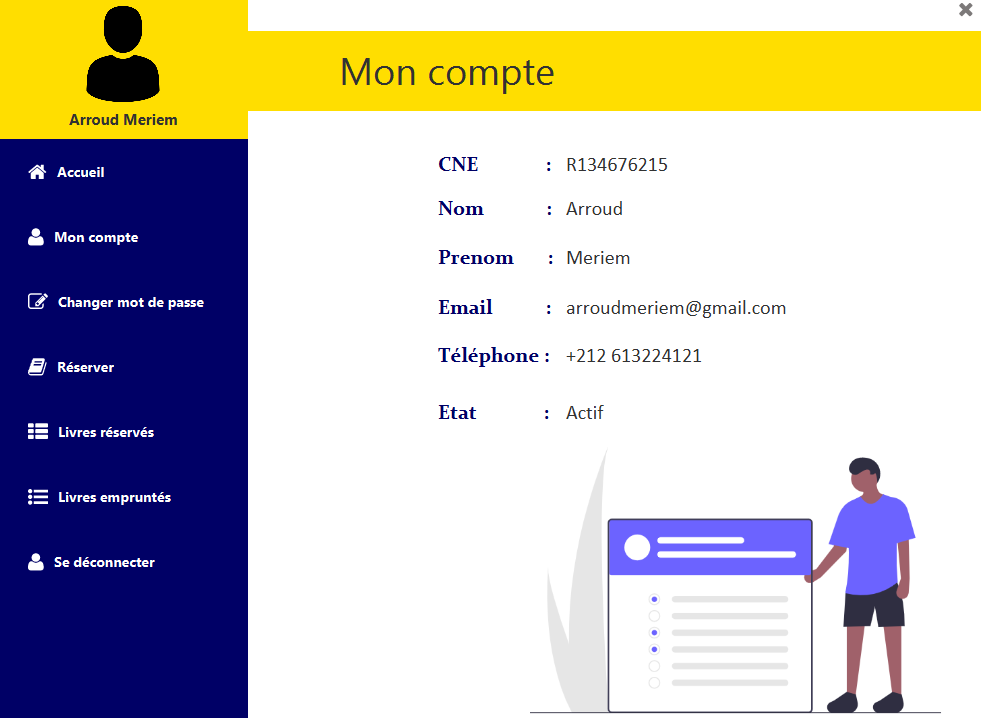 Arroud Meriem
Accueil
Mon compte
Changer mot de passe
Réserver
Livres réservés
Livres empruntés
Se déconnecter
Mon compte
CNE : R134676215
Nom : Arroud
Prenom : Meriem
Email : arroudmeriem@gmail.com
Téléphone : +212 613224121
Etat : Actif